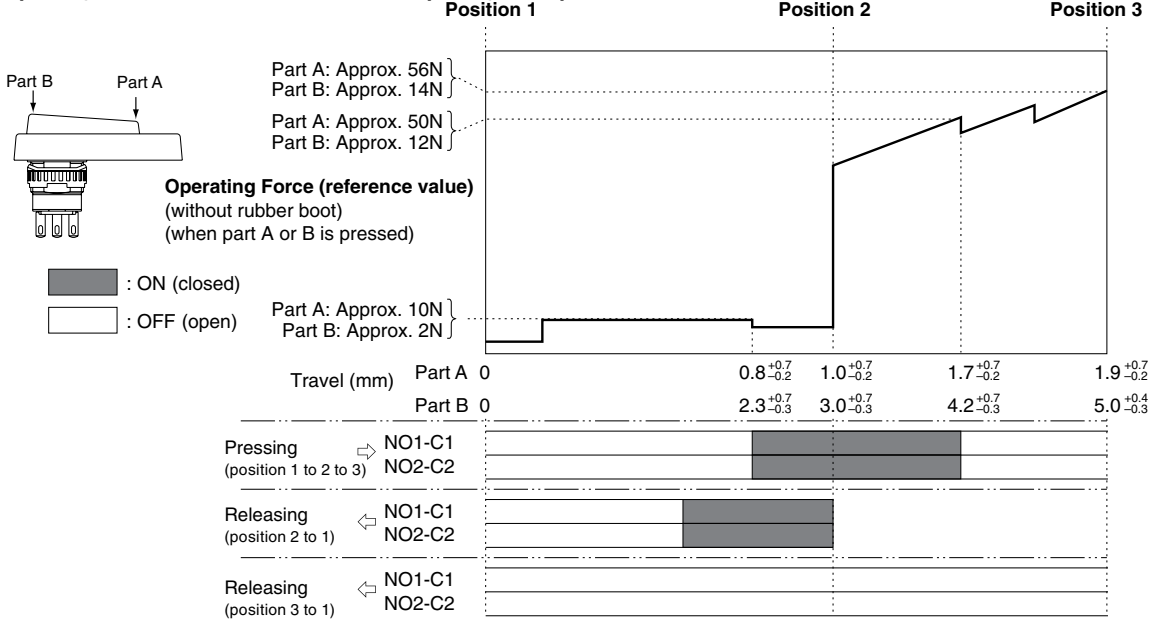 Position 1 Position 2 Position 3
Part B Part A
Part A: Approx. 56N
Part B: Approx. 14N
Part A: Approx. 50N
Part B: Approx. 12N
Operating Force (reference value)
(without rubber boot)
(when part A or B is pressed)
: ON (closed)
: OFF (open)
Part A: Approx. 10N
Part B: Approx. 2N
Travel (mm) Part A 0 0.8 +0.7 −0.2 1.0 +0.7 −0.2 1.7 +0.7 −0.2 1.9 +0.7 −0.2
Part B 0 2.3 +0.7 −0.3 3.0 +0.7 −0.3 4.2 +0.7 −0.3 5.0 +0.4 −0.3
Pressing NO1-C1
(position 1 to 2 to 3) NO2-C2
Releasing NO1-C1
(position 2 to 1) NO2-C2
Releasing NO1-C1
(position 3 to 1) NO2-C2